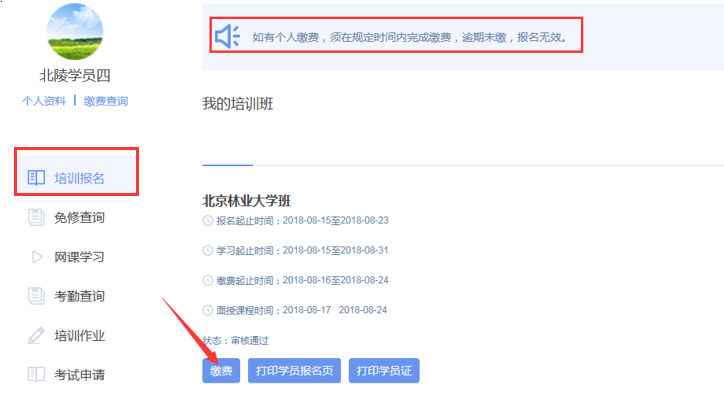 如有个人缴费，须在规定时间内完成缴费，逾期未缴，报名无效。
北陵学员四
个人资料 | 缴费查询
培训报名
免修查询
网课学习
考勤查询
培训作业
考试申请
我的培训班
北京林业大学班
报名起止时间：2018-08-15至2018-08-23
学习起止时间：2018-08-15至2018-08-31
缴费起止时间：2018-08-16至2018-08-24
面授课程时间：2018-08-17 2018-08-24
状态：审核通过
缴费 打印学员报名页 打印学员证